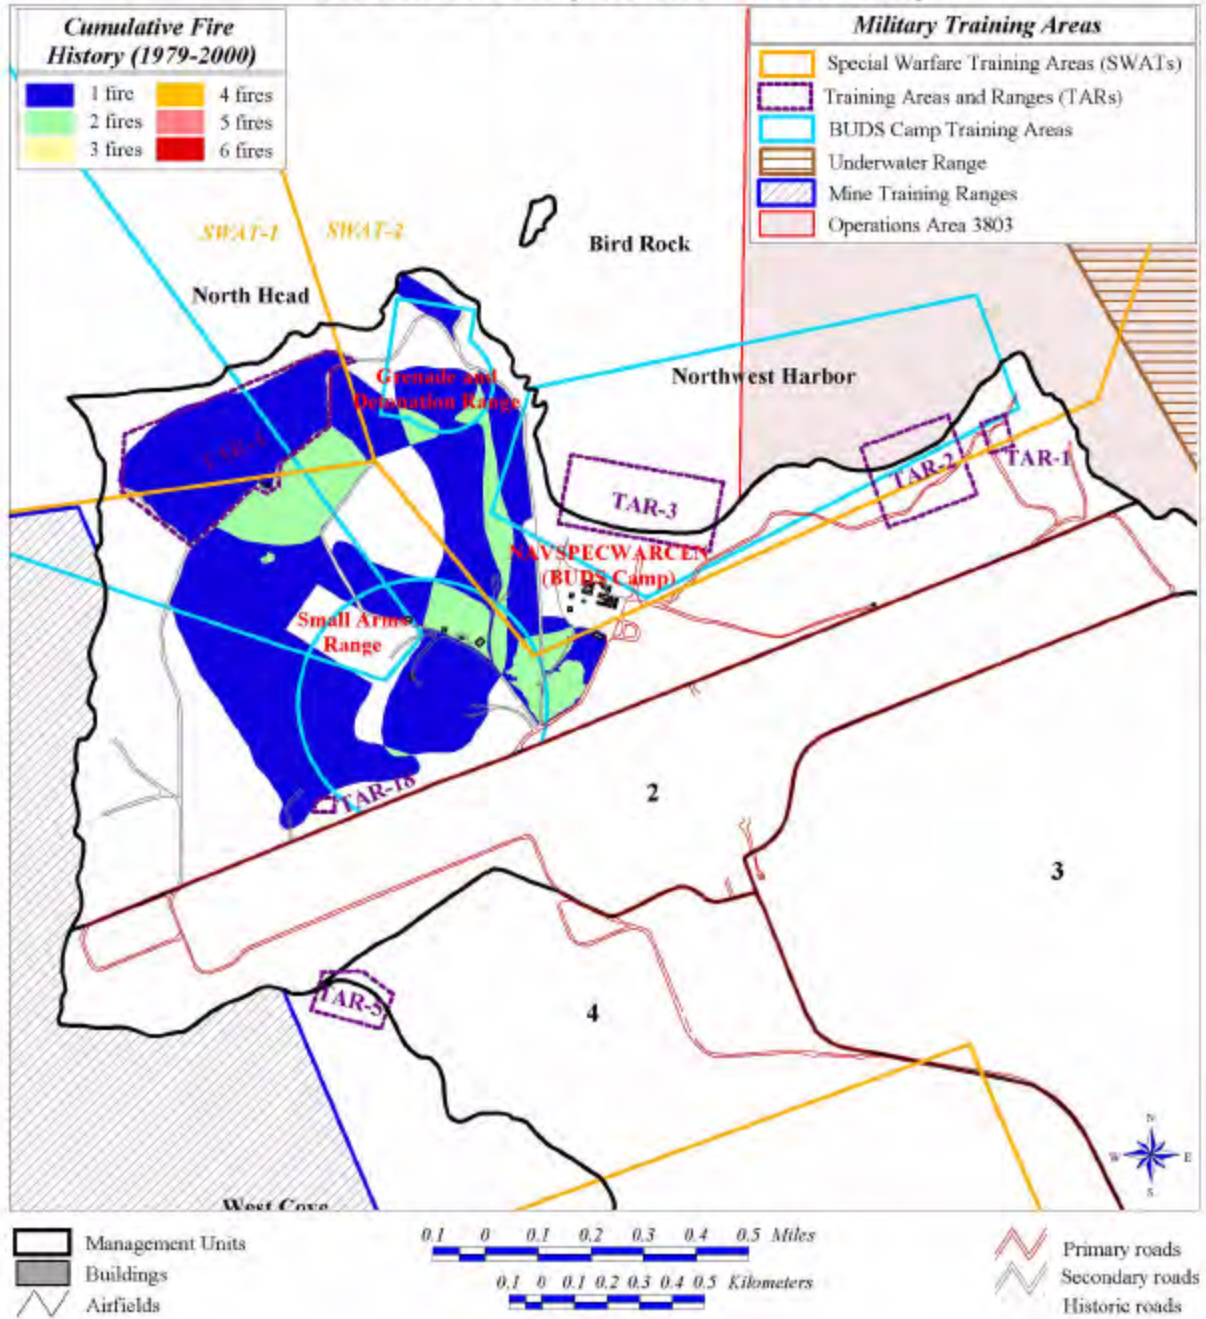 Cumulative Fire
History (1979-2000)
1 fire
2 fires
3 fires
4 fires
5 fires
6 fires
Military Training Areas
Special Warfare Training Areas (SWATs)
Training Areas and Ranges (TARs)
BUDS Camp Training Areas
Underwater Range
Mine Training Ranges
Operations Area 3803
SWAT-1
SWAT-2
Bird Rock
North Head
Northwest Harbor
Grenade and
Detonation Range
TAR-4
TAR-3
TAR-2
TAR-1
NAVSPECWARCEN
(BUDS Camp)
Small Arms
Range
TAR-18
2
3
TAR-5
4
West Cove
N
W
E
S
Management Units
Buildings
Airfields
0.1 0 0.1 0.2 0.3 0.4 0.5 Miles
0.1 0 0.1 0.2 0.3 0.4 0.5 Kilometers
Primary roads
Secondary roads
Historic roads